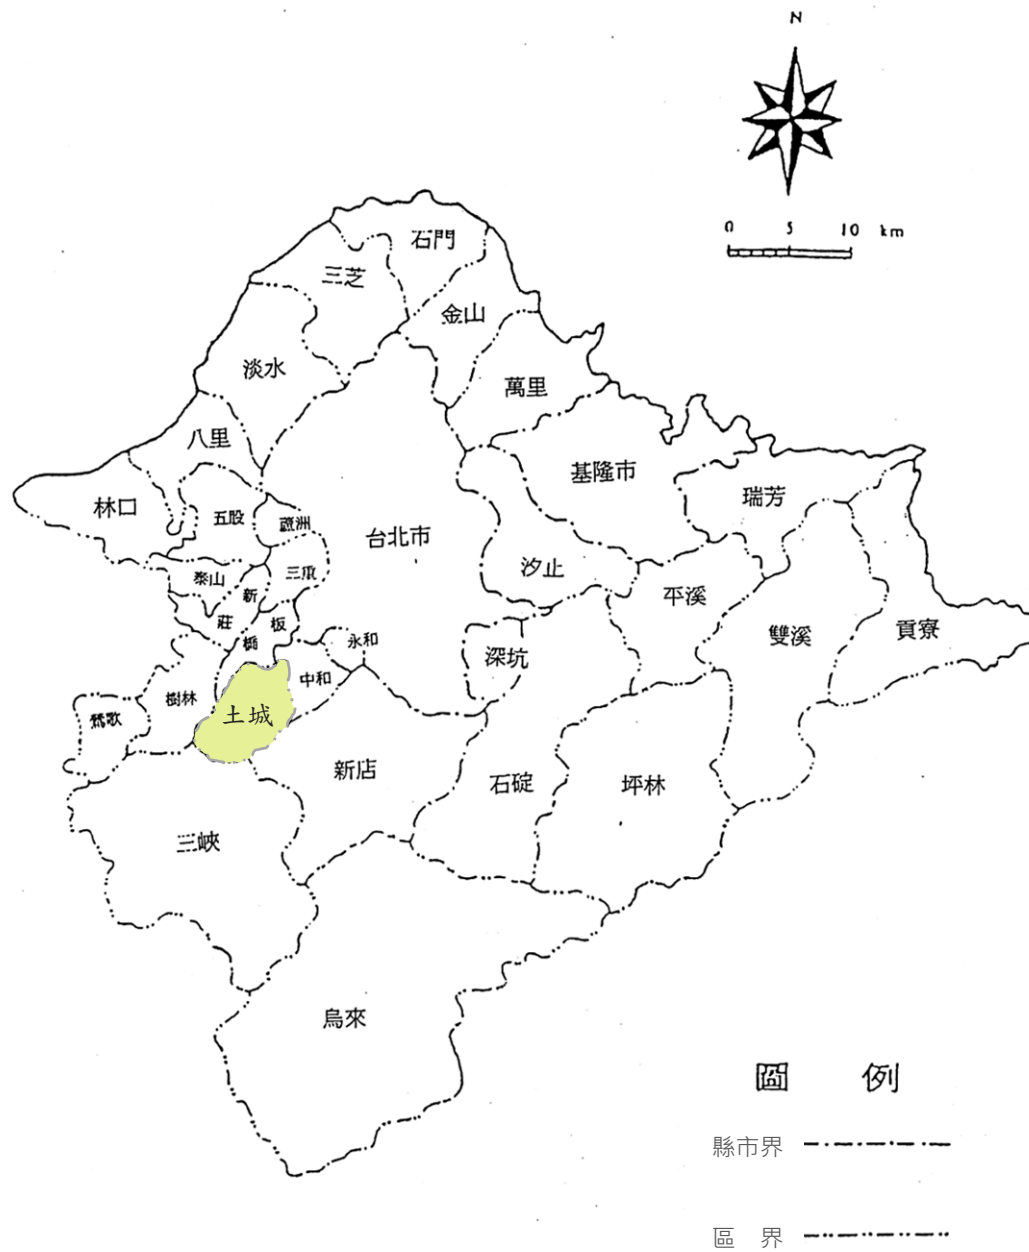 N
0 5 10 km
石門
三芝
金山
淡水
萬里
八里
基隆市
林口
瑞芳
五股
蘆洲
台北市
汐止
三重
泰山
新
平溪
莊
板
雙溪
貢寮
橋
永和
深坑
中和
樹林
土城
鶯歌
新店
石碇
坪林
三峽
烏來
圖 例
縣市界
區 界